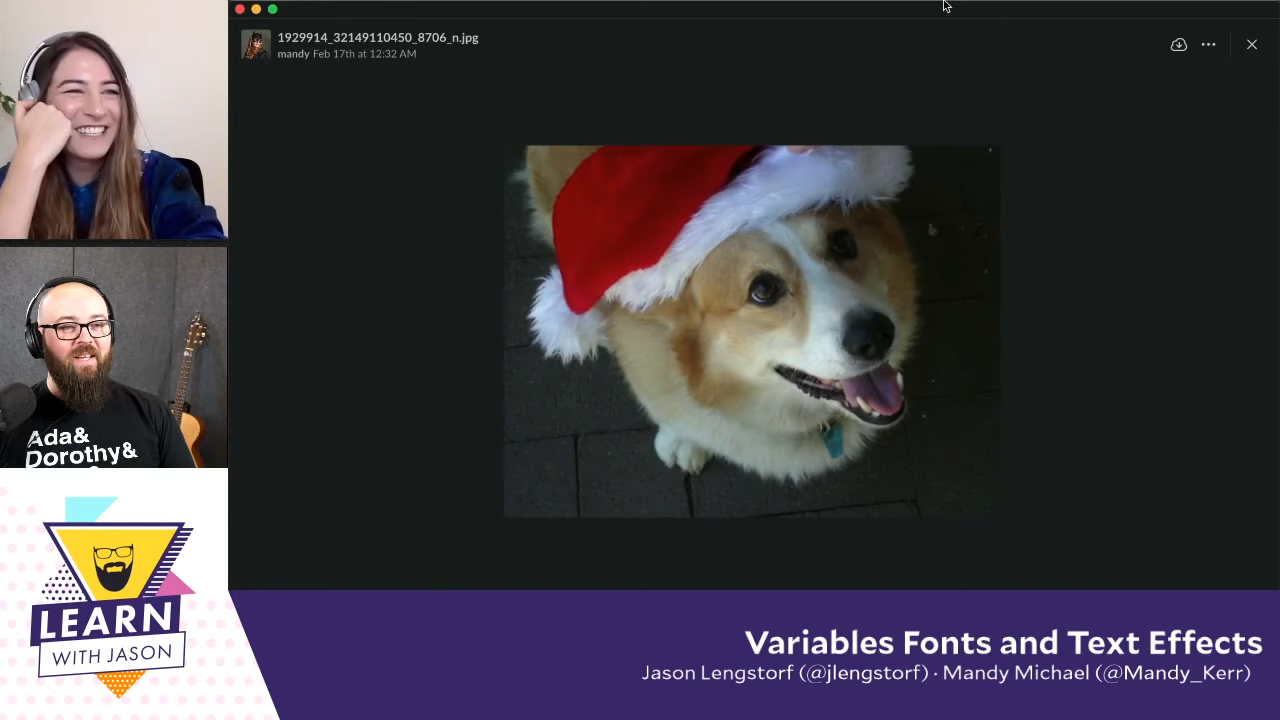 1929914_32149110450_8706_n.jpg
mandy Feb 17th at 12:32 AM
Ada&
Dorothy&
LEARN
WITH JASON
Variables Fonts and Text Effects
Jason Lengstorf (@jlengstorf) · Mandy Michael (@Mandy_Kerr)